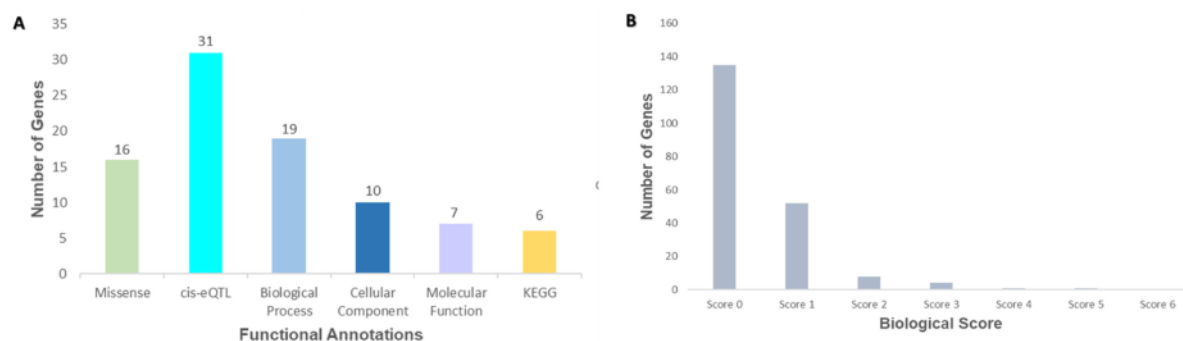 A
Number of Genes
35
30
25
20
15
10
5
0
16
31
19
10
7
6
Missense
cis-eQTL
Biological
Process
Cellular
Component
Molecular
Function
KEGG
Functional Annotations
B
Number of Genes
160
140
120
100
80
60
40
20
0
Score 0
Score 1
Score 2
Score 3
Score 4
Score 5
Score 6
Biological Score